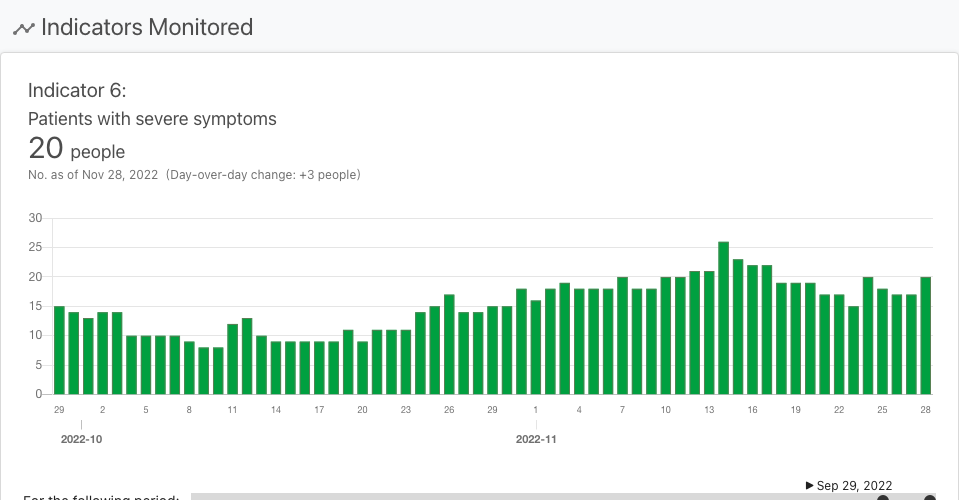 Indicators Monitored
Indicator 6:
Patients with severe symptoms
20 people
No. as of Nov 28, 2022 (Day-over-day change: +3 people)
30
25
20
15
10
5
0
29 2 5 8 11 14 17 20 23 26 29 1 4 7 10 13 16 19 22 25 28
2022-10 2022-11
▶ Sep 29, 2022
For the following period: